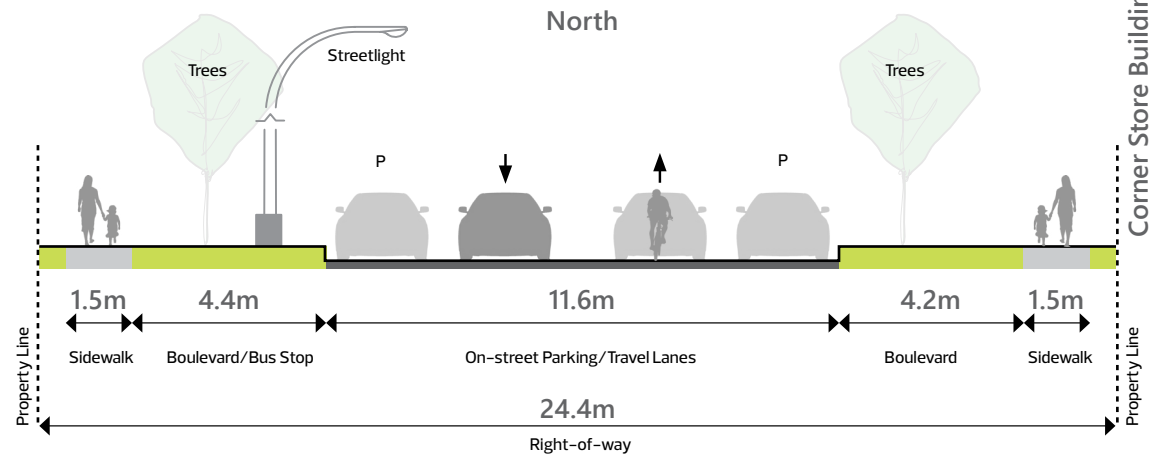 North
Streetlight
Trees
Trees
P
P
1.5m
4.4m
11.6m
4.2m
1.5m
Sidewalk
Boulevard/Bus Stop
On-street Parking/Travel Lanes
Boulevard
Sidewalk
24.4m
Right-of-way
Property Line
Property Line
Corner Store